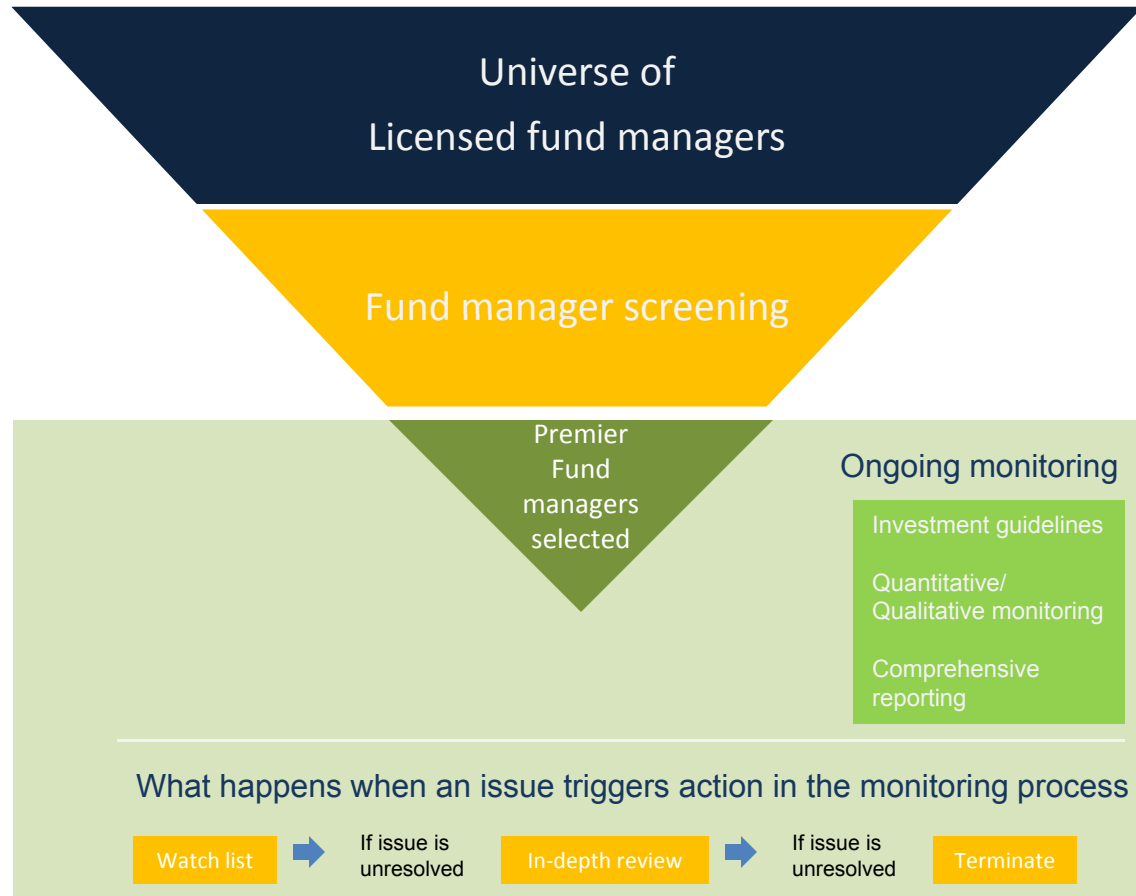 Universe of
Licensed fund managers
Fund manager screening
Premier
Fund
managers
selected
Ongoing monitoring
Investment guidelines
Quantitative/
Qualitative monitoring
Comprehensive
reporting
What happens when an issue triggers action in the monitoring process
Watch list
If issue is
unresolved
In-depth review
If issue is
unresolved
Terminate